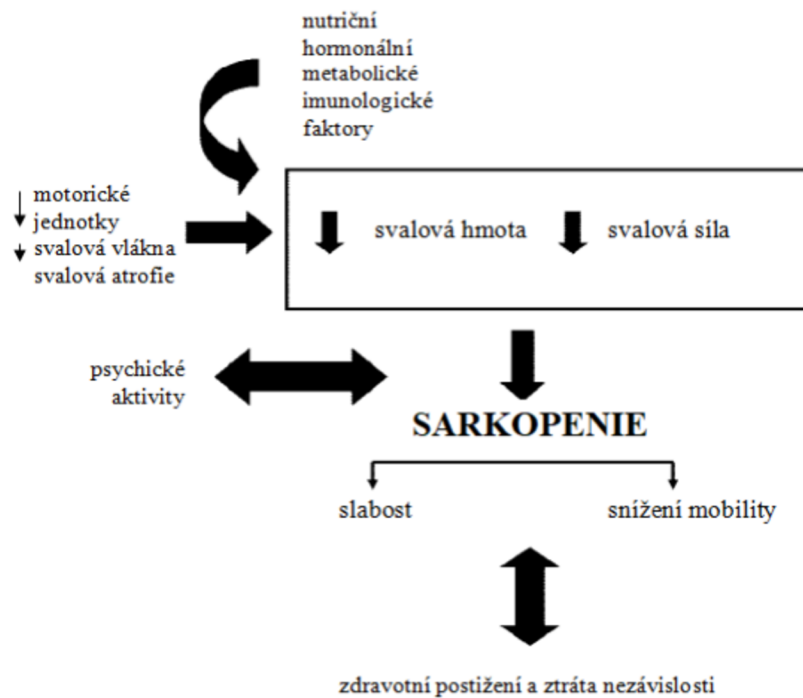 nutriční
hormonální
metabolické
imunologické
faktory
motorické
jednotky
svalová vlákna
svalová atrofie
svalová hmota
svalová síla
psychické
aktivity
SARKOPENIE
slabost
snížení mobility
zdravotní postižení a ztráta nezávislosti